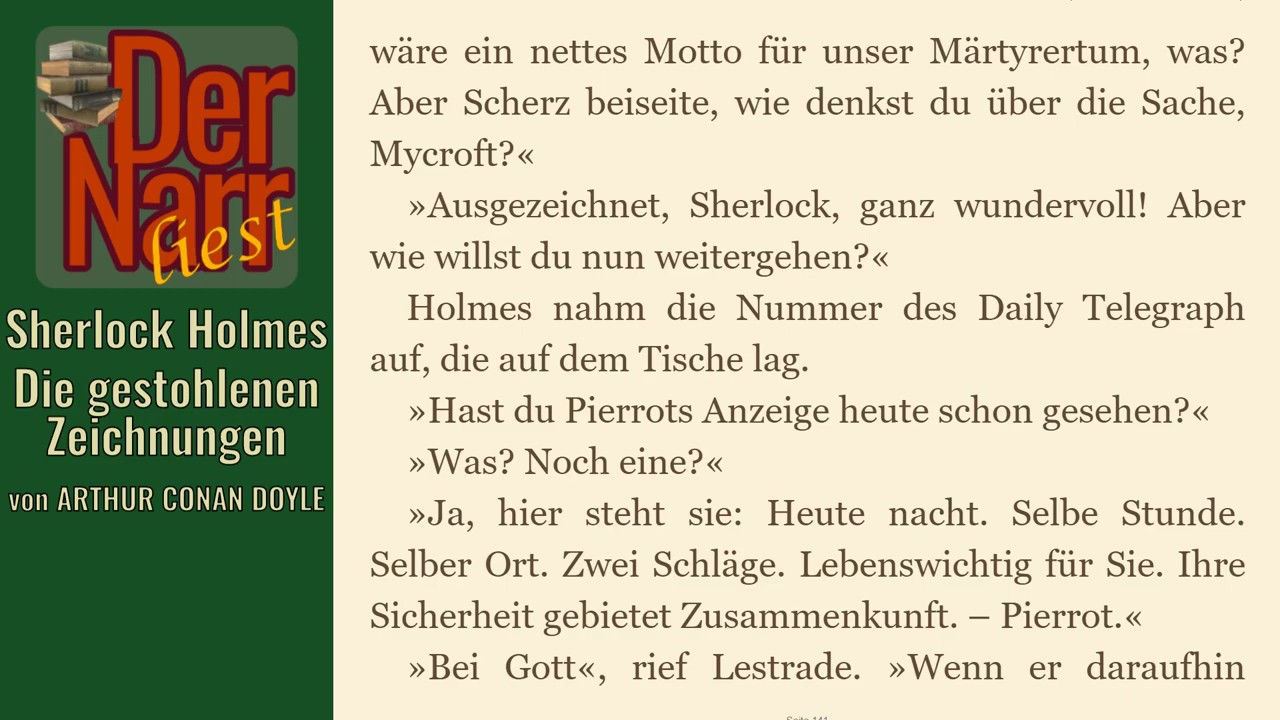 Der
Narr
liest
Sherlock Holmes
Die gestohlenen
Zeichnungen
von ARTHUR CONAN DOYLE
wäre ein nettes Motto für unser Märtyrertum, was?
Aber Scherz beiseite, wie denkst du über die Sache,
Mycroft?«
»Ausgezeichnet, Sherlock, ganz wundervoll! Aber
wie willst du nun weitergehen?«
Holmes nahm die Nummer des Daily Telegraph
auf, die auf dem Tische lag.
»Hast du Pierrots Anzeige heute schon gesehen?«
»Was? Noch eine?«
»Ja, hier steht sie: Heute nacht. Selbe Stunde.
Selber Ort. Zwei Schläge. Lebenswichtig für Sie. Ihre
Sicherheit gebietet Zusammenkunft. – Pierrot.«
»Bei Gott«, rief Lestrade. »Wenn er daraufhin
Seite 141